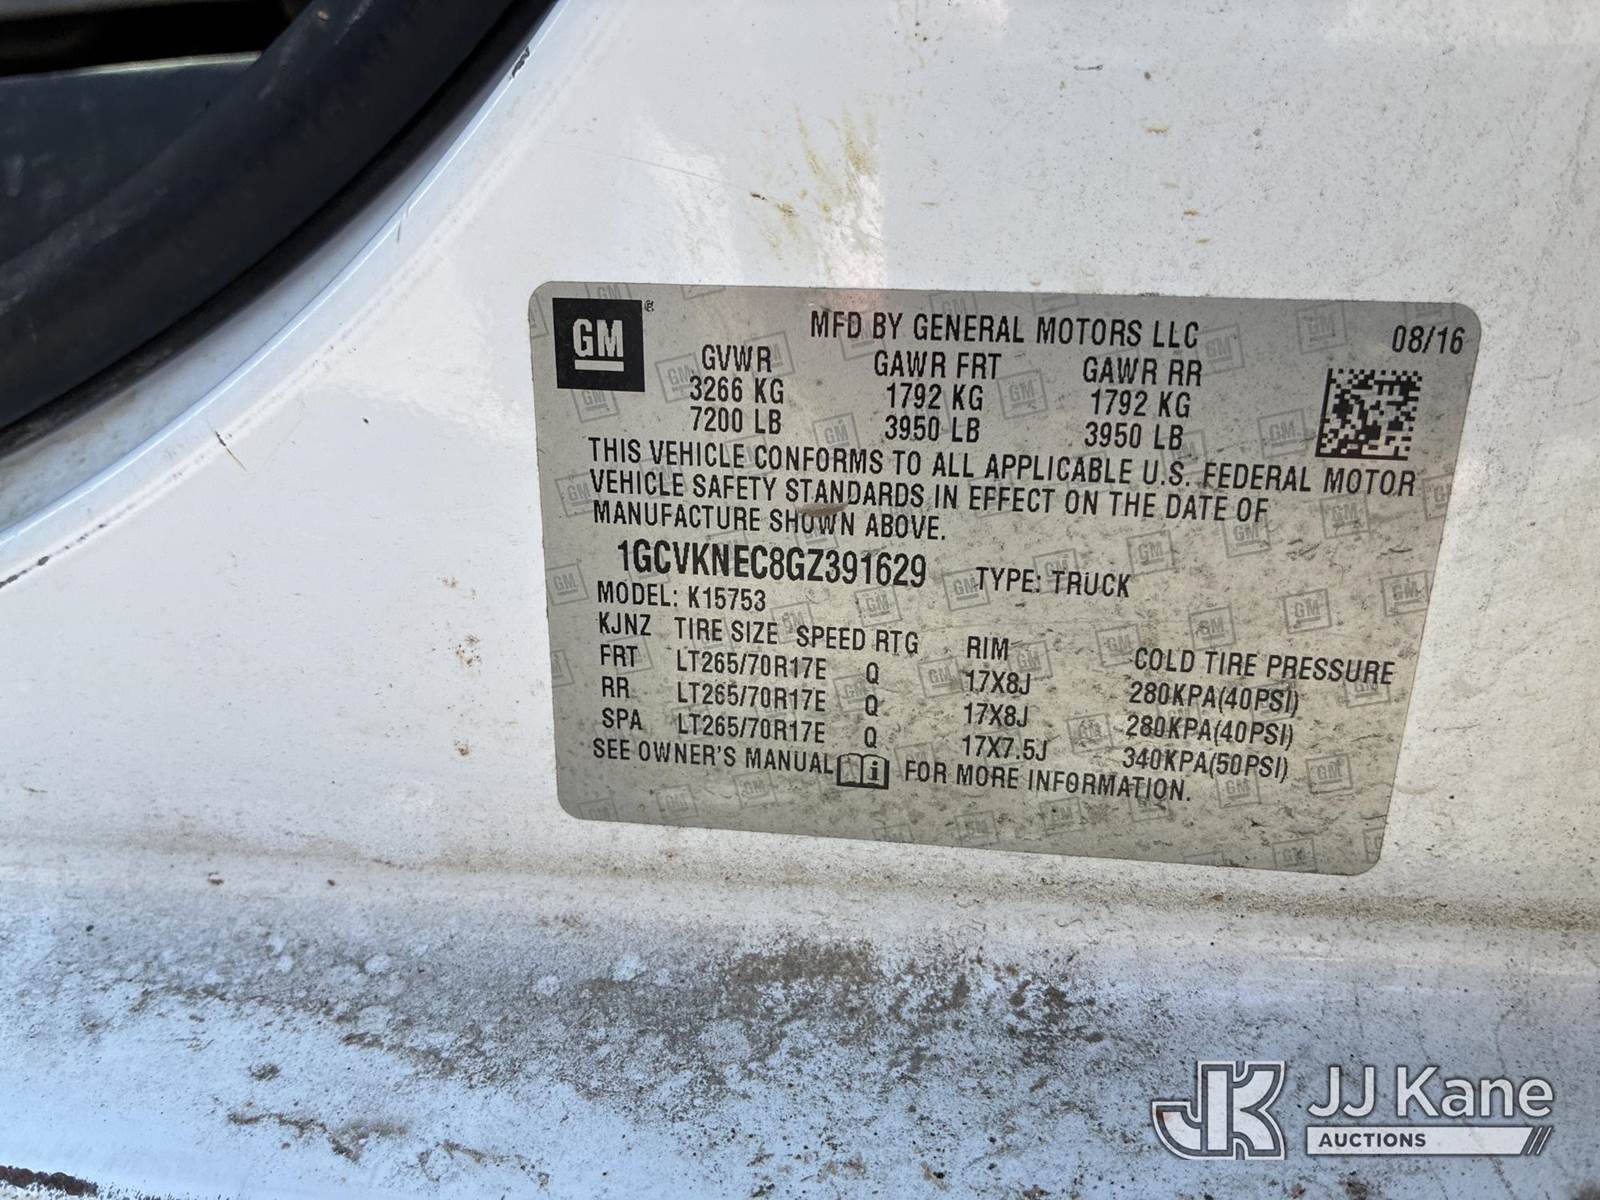 GM
MFD BY GENERAL MOTORS LLC 08/16
GVWR GAWR FRT GAWR RR
3266 KG 1792 KG 1792 KG
7200 LB 3950 LB 3950 LB
THIS VEHICLE CONFORMS TO ALL APPLICABLE U.S. FEDERAL MOTOR
VEHICLE SAFETY STANDARDS IN EFFECT ON THE DATE OF
MANUFACTURE SHOWN ABOVE.
1GCVKNEC8GZ391629 TYPE: TRUCK
MODEL: K15753
KJNZ TIRE SIZE SPEED RTG RIM COLD TIRE PRESSURE
FRT LT265/70R17E Q 17X8J 280KPA(40PSI)
RR LT265/70R17E Q 17X8J 280KPA(40PSI)
SPA LT265/70R17E Q 17X7.5J 340KPA(50PSI)
SEE OWNER'S MANUAL FOR MORE INFORMATION.
JK JJ Kane
AUCTIONS